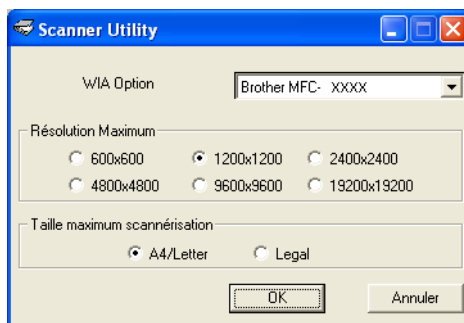 Scanner Utility
WIA Option Brother MFC- XXXX
Résolution Maximum
600x600 1200x1200 2400x2400
4800x4800 9600x9600 19200x19200
Taille maximum scannérisation
A4/Letter Legal
OK Annuler